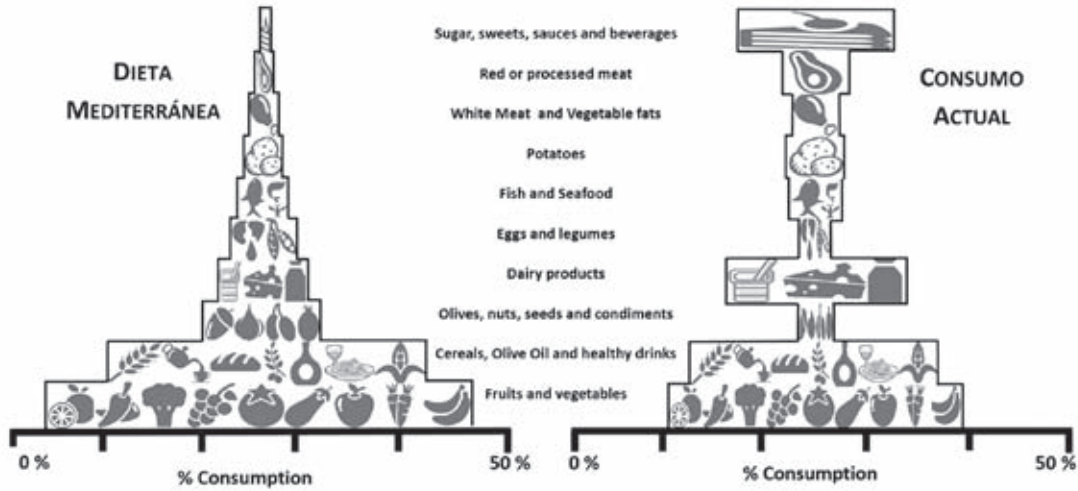 DIETA
MEDITERRÁNEA
Sugar, sweets, sauces and beverages
Red or processed meat
White Meat and Vegetable fats
Potatoes
Fish and Seafood
Eggs and legumes
Dairy products
Olives, nuts, seeds and condiments
Cereals, Olive Oil and healthy drinks
Fruits and vegetables
CONSUMO
ACTUAL
0 %
% Consumption
50 %
0 %
% Consumption
50 %